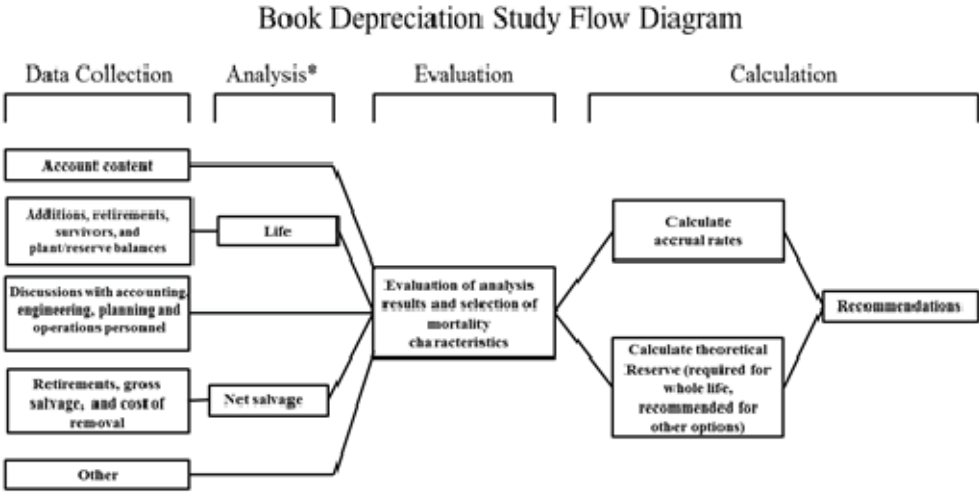 Book Depreciation Study Flow Diagram
Data Collection
Analysis*
Evaluation
Calculation
Account content
Additions, retirements,
survivors, and
plant/reserve balances
Life
Discussions with accounting,
engineering, planning and
operations personnel
Retirements, gross
salvage, and cost of
removal
Net salvage
Other
Evaluation of analysis
results and selection of
mortality
characteristics
Calculate
accrual rates
Calculate theoretical
Reserve (required for
whole life,
recommended for
other options)
Recommendations